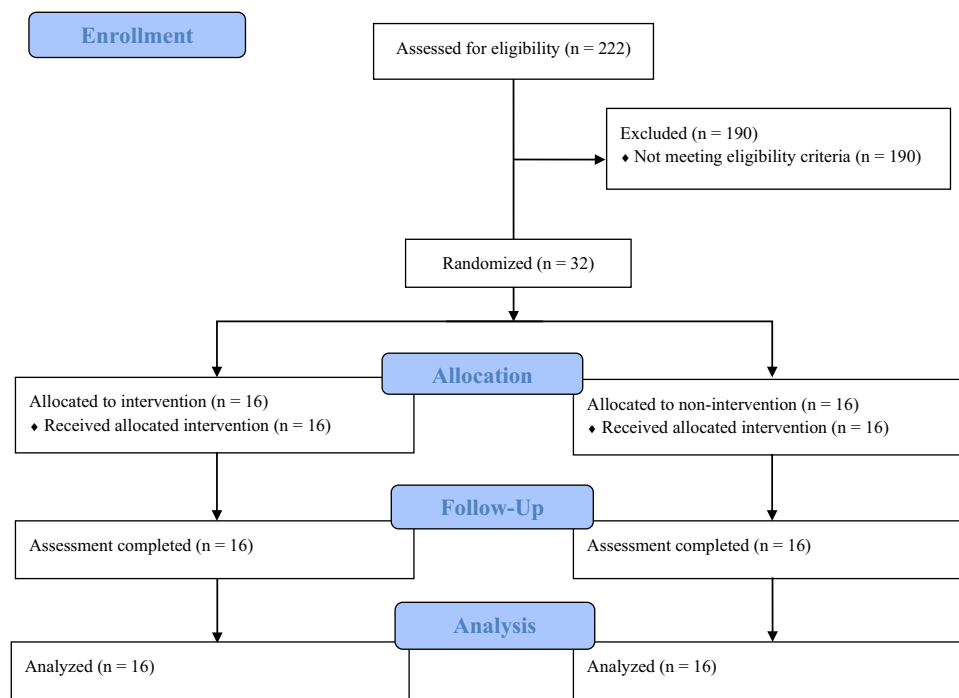 Enrollment
Assessed for eligibility (n = 222)
Excluded (n = 190)
♦ Not meeting eligibility criteria (n = 190)
Randomized (n = 32)
Allocation
Allocated to intervention (n = 16)
♦ Received allocated intervention (n = 16)
Allocated to non-intervention (n = 16)
♦ Received allocated intervention (n = 16)
Follow-Up
Assessment completed (n = 16)
Assessment completed (n = 16)
Analysis
Analyzed (n = 16)
Analyzed (n = 16)